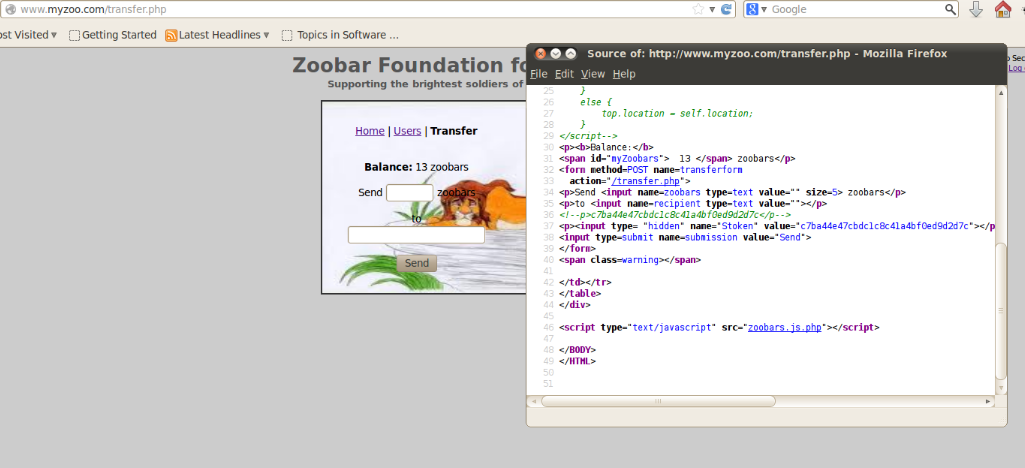 www.myzoo.com/transfer.php
Google
ost Visited
Getting Started
Latest Headlines
Topics in Software ...
Zoobar Foundation fo
Supporting the brightest soldiers of
Home | Users | Transfer
Balance: 13 zoobars
Send zoobars
to
Send
Log
Source of: http://www.myzoo.com/transfer.php - Mozilla Firefox
File Edit View Help
25 }
26 else {
27 top.location = self.location;
28 }
29 </script-->
30 <p><b>Balance:</b>
31 <span id="myZoobars"> 13 </span> zoobars</p>
32 <form method=POST name=transferform
33 action="/transfer.php">
34 <p>Send <input name=zoobars type=text value="" size=5> zoobars</p>
35 <p>to <input name=recipient type=text value=""></p>
36 <!--p>c7ba44e47cbdc1c8c41a4bf0ed9d2d7c</p-->
37 <p><input type= "hidden" name="Stoken" value="c7ba44e47cbdc1c8c41a4bf0ed9d2d7c"></p
38 <input type=submit name=submission value="Send">
39 </form>
40 <span class=warning></span>
41
42 </td></tr>
43 </table>
44 </div>
45
46 <script type="text/javascript" src="zoobars.js.php"></script>
47
48 </BODY>
49 </HTML>
50
51